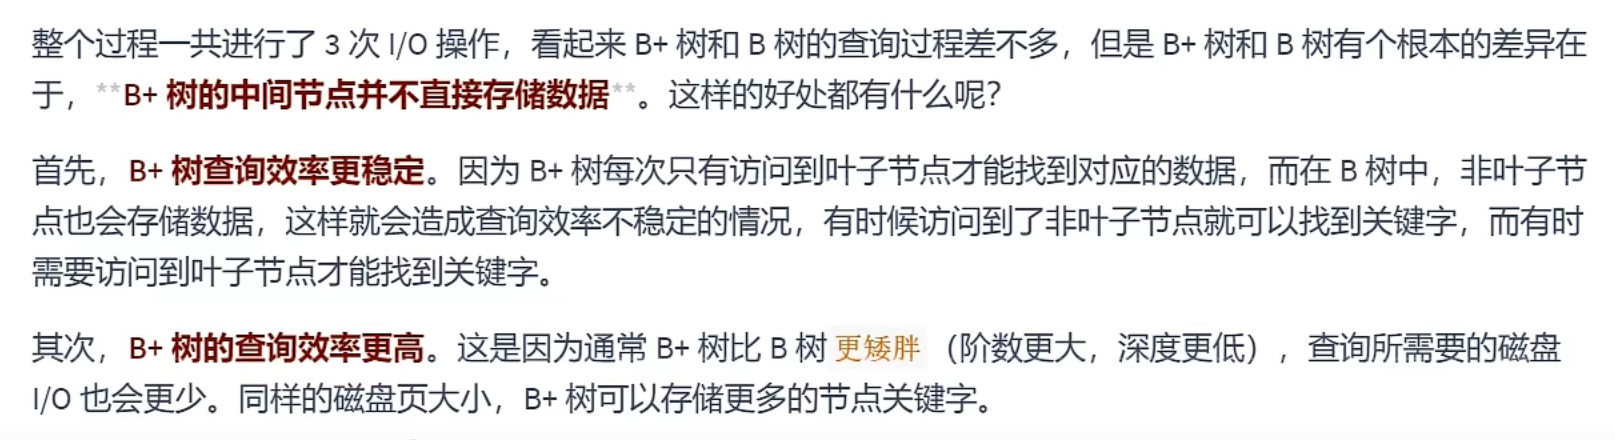 整个过程一共进行了 3 次 I/O 操作，看起来 B+ 树和 B 树的查询过程差不多，但是 B+ 树和 B 树有个根本的差异在
于，**B+ 树的中间节点并不直接存储数据**。这样的好处都有什么呢？
首先，B+ 树查询效率更稳定。因为 B+ 树每次只有访问到叶子节点才能找到对应的数据，而在 B 树中，非叶子节
点也会存储数据，这样就会造成查询效率不稳定的情况，有时候访问到了非叶子节点就可以找到关键字，而有时
需要访问到叶子节点才能找到关键字。
其次，B+ 树的查询效率更高。这是因为通常 B+ 树比 B 树 更矮胖 （阶数更大，深度更低），查询所需要的磁盘
I/O 也会更少。同样的磁盘页大小，B+ 树可以存储更多的节点关键字。